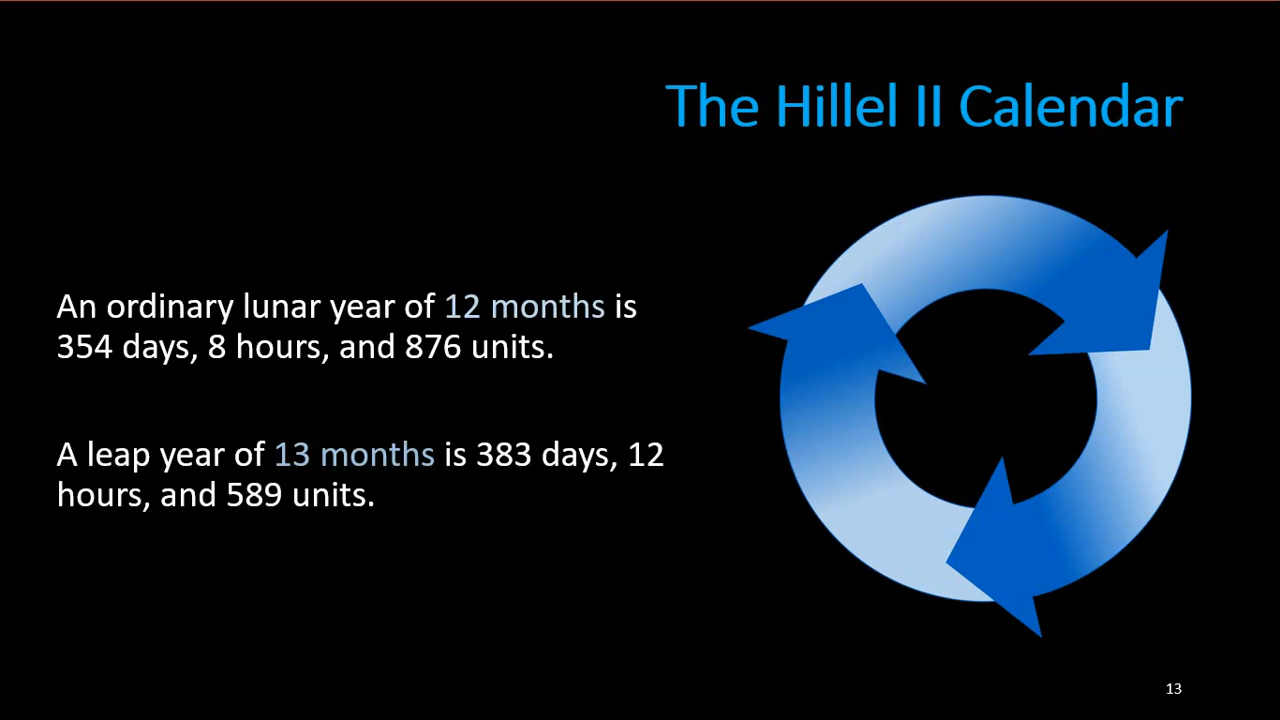 The Hillel II Calendar
An ordinary lunar year of 12 months is
354 days, 8 hours, and 876 units.
A leap year of 13 months is 383 days, 12
hours, and 589 units.
13